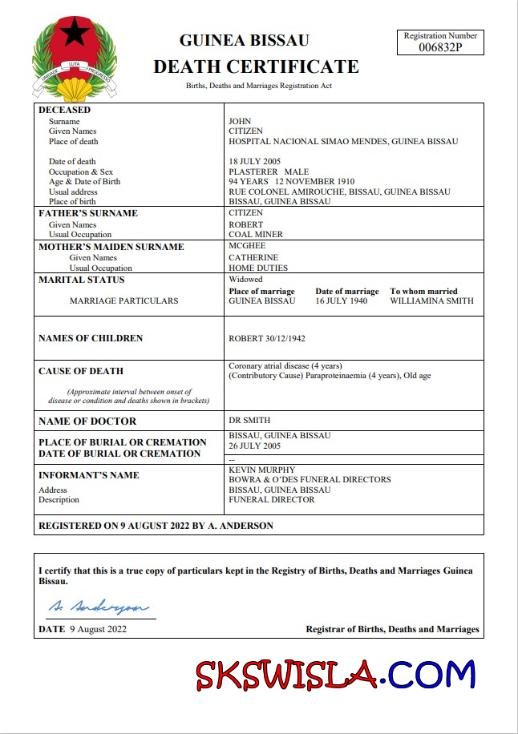 GUINEA BISSAU
DEATH CERTIFICATE
Births, Deaths and Marriages Registration Act
Registration Number
006832P
UNIDADE LUTA PROGRESSO
DECEASED
Surname JOHN
Given Names CITIZEN
Place of death HOSPITAL NACIONAL SIMAO MENDES, GUINEA BISSAU
Date of death 18 JULY 2005
Occupation & Sex PLASTERER MALE
Age & Date of Birth 94 YEARS 12 NOVEMBER 1910
Usual address RUE COLONEL AMIROUCHE, BISSAU, GUINEA BISSAU
Place of birth BISSAU, GUINEA BISSAU
FATHER'S SURNAME CITIZEN
Given Names ROBERT
Usual Occupation COAL MINER
MOTHER'S MAIDEN SURNAME MCGHEE
Given Names CATHERINE
Usual Occupation HOME DUTIES
MARITAL STATUS Widowed
Place of marriage Date of marriage To whom married
MARRIAGE PARTICULARS GUINEA BISSAU 16 JULY 1940 WILLIAMINA SMITH
NAMES OF CHILDREN ROBERT 30/12/1942
CAUSE OF DEATH Coronary atrial disease (4 years)
(Contributory Cause) Paraproteinaemia (4 years), Old age
(Approximate interval between onset of
disease or condition and deaths shown in brackets)
NAME OF DOCTOR DR SMITH
PLACE OF BURIAL OR CREMATION BISSAU, GUINEA BISSAU
DATE OF BURIAL OR CREMATION 26 JULY 2005
--
INFORMANT'S NAME KEVIN MURPHY
BOWRA & O'DES FUNERAL DIRECTORS
Address BISSAU, GUINEA BISSAU
Description FUNERAL DIRECTOR
REGISTERED ON 9 AUGUST 2022 BY A. ANDERSON
I certify that this is a true copy of particulars kept in the Registry of Births, Deaths and Marriages Guinea
Bissau.
A. Anderson
DATE 9 August 2022 Registrar of Births, Deaths and Marriages
SKSWISLA.COM